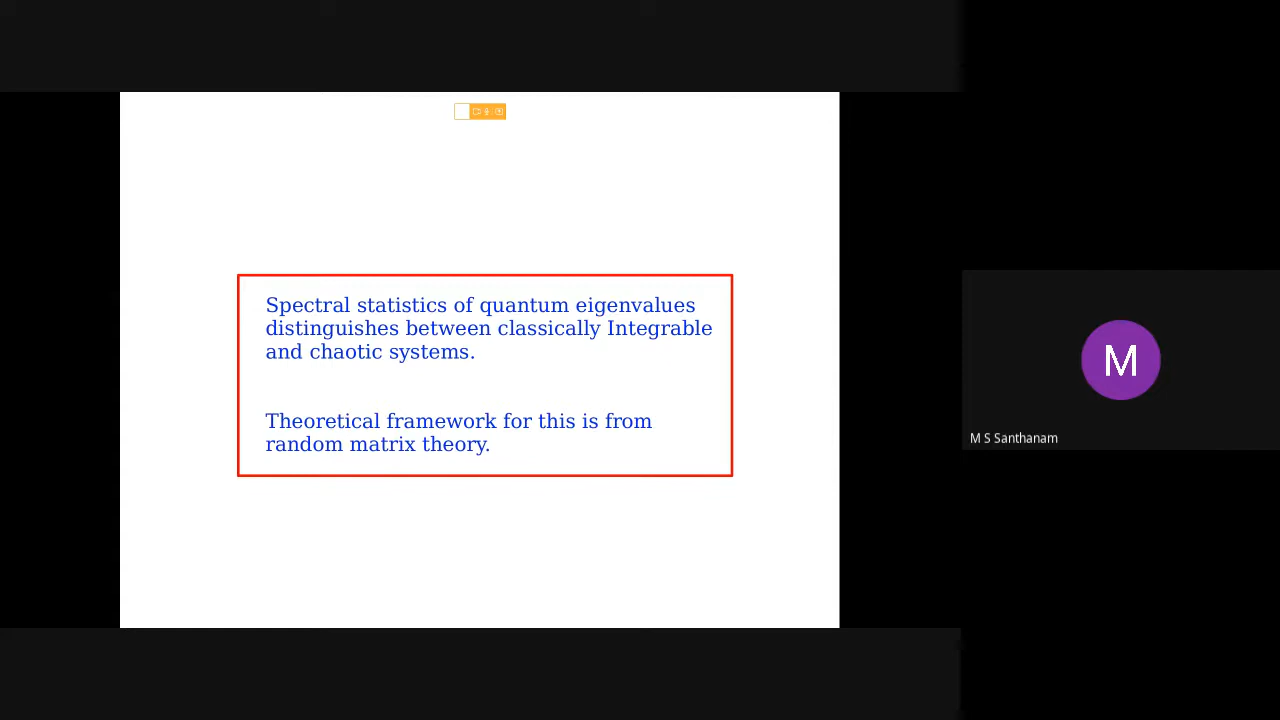 Spectral statistics of quantum eigenvalues
distinguishes between classically Integrable
and chaotic systems.
Theoretical framework for this is from
random matrix theory.
M
M S Santhanam